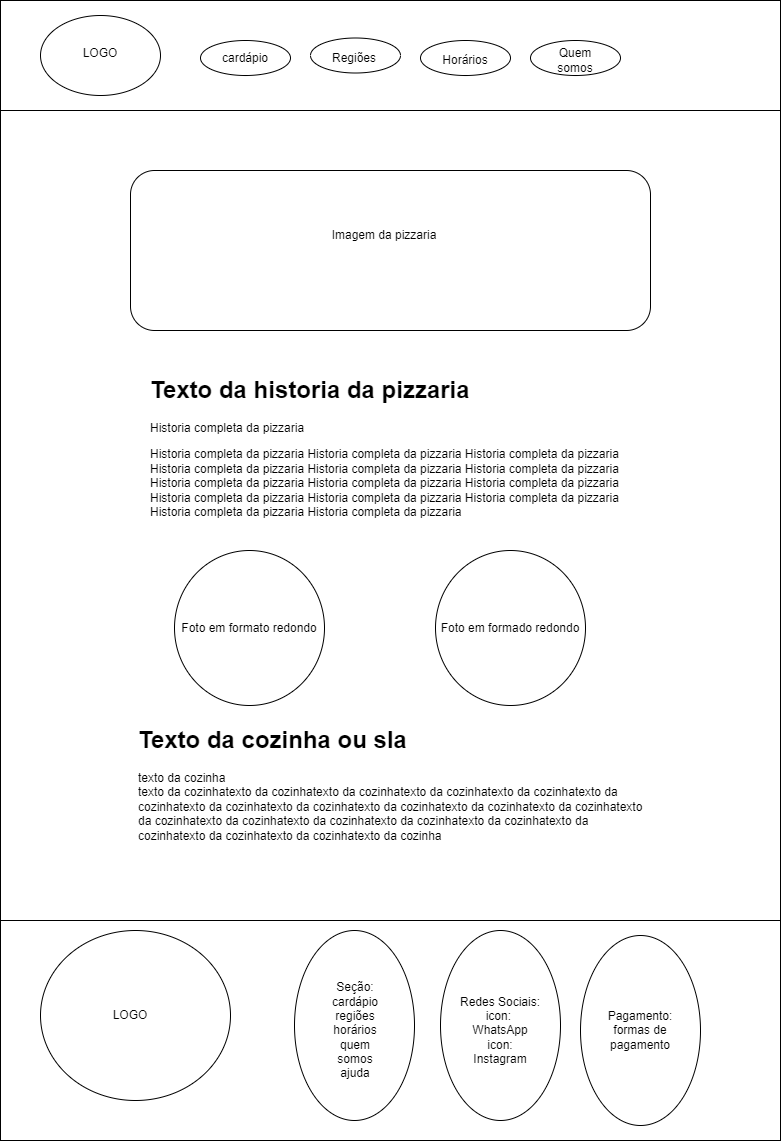 LOGO
cardápio
Regiões
Horários
Quem
somos
Imagem da pizzaria
Texto da historia da pizzaria
Historia completa da pizzaria
Historia completa da pizzaria Historia completa da pizzaria Historia completa da pizzaria
Historia completa da pizzaria Historia completa da pizzaria Historia completa da pizzaria
Historia completa da pizzaria Historia completa da pizzaria Historia completa da pizzaria
Historia completa da pizzaria Historia completa da pizzaria Historia completa da pizzaria
Historia completa da pizzaria Historia completa da pizzaria
Foto em formato redondo
Foto em formado redondo
Texto da cozinha ou sla
texto da cozinha
texto da cozinhatexto da cozinhatexto da cozinhatexto da cozinhatexto da cozinhatexto da
cozinhatexto da cozinhatexto da cozinhatexto da cozinhatexto da cozinhatexto da cozinhatexto
da cozinhatexto da cozinhatexto da cozinhatexto da cozinhatexto da cozinhatexto da
cozinhatexto da cozinhatexto da cozinhatexto da cozinha
LOGO
Seção:
cardápio
regiões
horários
quem
somos
ajuda
Redes Sociais:
icon:
WhatsApp
icon:
Instagram
Pagamento:
formas de
pagamento